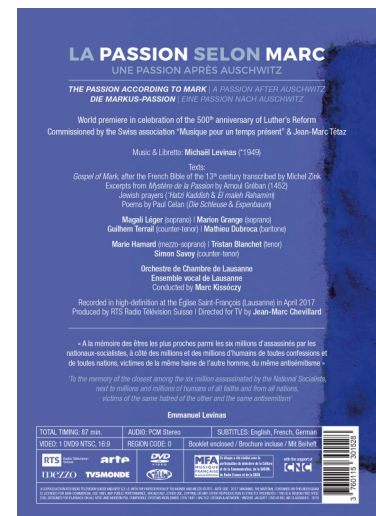 LA PASSION SELON MARC
UNE PASSION APRÈS AUSCHWITZ
THE PASSION ACCORDING TO MARK | A PASSION AFTER AUSCHWITZ
DIE MARKUS-PASSION | EINE PASSION NACH AUSCHWITZ
World premiere in celebration of the 500th anniversary of Luther's Reform
Commissioned by the Swiss association "Musique pour un temps présent" & Jean-Marc Tétaz
Music & Libretto: Michaël Levinas (*1949)
Texts:
Gospel of Mark, after the French Bible of the 13th century transcribed by Michel Zink
Excerpts from Mystère de la Passion by Arnoul Gréban (1452)
Jewish prayers ('Hatzi Kaddish & El maleh Rahamim)
Poems by Paul Celan (Die Schleuse & Espenbaum)
Magali Léger (soprano) | Marion Grange (soprano)
Guilhem Terrail (counter-tenor) | Mathieu Dubroca (baritone)
Marie Hamard (mezzo-soprano) | Tristan Blanchet (tenor)
Simon Savoy (counter-tenor)
Orchestre de Chambre de Lausanne
Ensemble vocal de Lausanne
Conducted by Marc Kissóczy
Recorded in high-definition at the Église Saint-François (Lausanne) in April 2017
Produced by RTS Radio Télévision Suisse | Directed for TV by Jean-Marc Chevillard
« A la mémoire des êtres les plus proches parmi les six millions d'assassinés par les
nationaux-socialistes, à côté des millions et des millions d'humains de toutes confessions et
de toutes nations, victimes de la même haine de l'autre homme, du même antisémitisme »
'To the memory of the closest among the six million assassinated by the National Socialists,
next to millions and millions of humans of all faiths and from all nations,
victims of the same hatred of the other and the same antisemitism'
Emmanuel Levinas
TOTAL TIMING: 87 min. AUDIO: PCM Stereo SUBTITLES: English, French, German
VIDEO: 1 DVD9 NTSC, 16:9 REGION CODE: 0 Booklet enclosed / Brochure incluse / Mit Beiheft
RTS Radio Télévision Suisse arte DVD VIDEO MFA MUSIQUE FRANÇAISE with the support of CNC
mezzo TV5MONDE
3 760115 301528